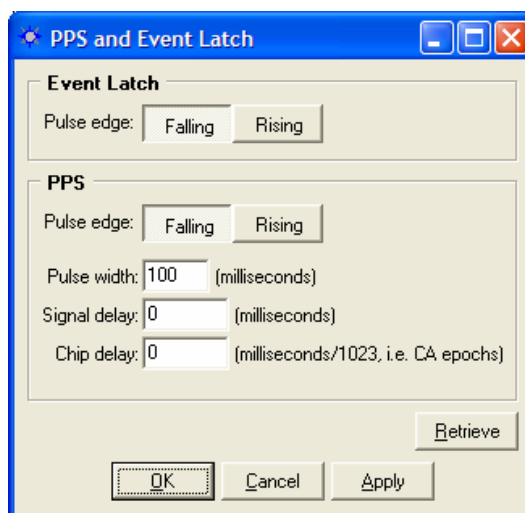 PPS and Event Latch
Event Latch
Pulse edge: Falling Rising
PPS
Pulse edge: Falling Rising
Pulse width: 100 (milliseconds)
Signal delay: 0 (milliseconds)
Chip delay: 0 (milliseconds/1023, i.e. CA epochs)
Retrieve
OK Cancel Apply